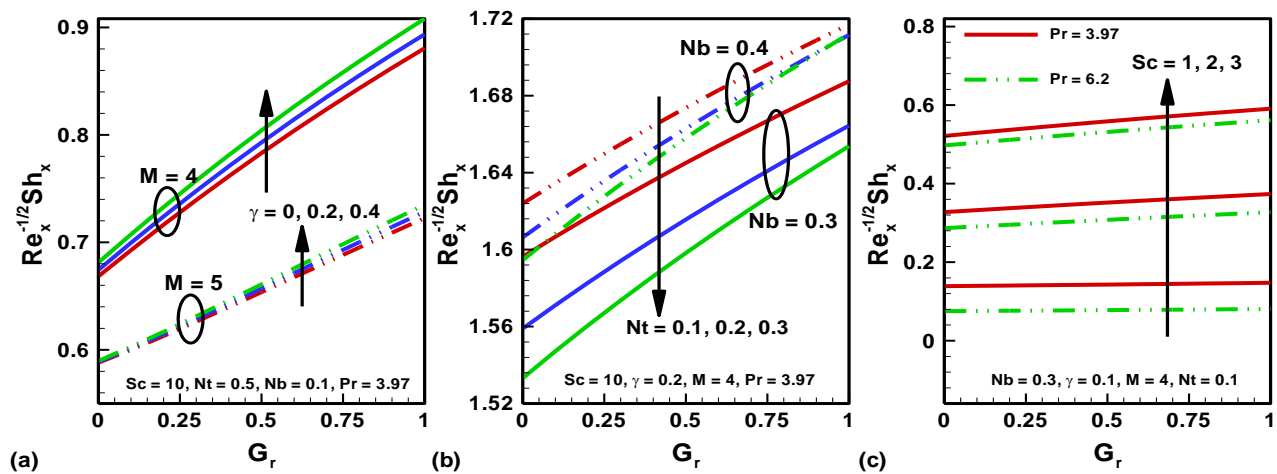 Re_x^-1/2 Sh_x
0.9
0.8
0.7
0.6
M = 4
γ = 0, 0.2, 0.4
M = 5
Sc = 10, Nt = 0.5, Nb = 0.1, Pr = 3.97
0 0.25 0.5 0.75 1
(a)
G_r
Re_x^-1/2 Sh_x
1.72
1.68
1.64
1.6
1.56
1.52
Nb = 0.4
Nb = 0.3
Nt = 0.1, 0.2, 0.3
Sc = 10, γ = 0.2, M = 4, Pr = 3.97
0 0.25 0.5 0.75 1
(b)
G_r
Re_x^-1/2 Sh_x
0.8
0.6
0.4
0.2
0
Pr = 3.97
Sc = 1, 2, 3
Pr = 6.2
Nb = 0.3, γ = 0.1, M = 4, Nt = 0.1
0 0.25 0.5 0.75 1
(c)
G_r